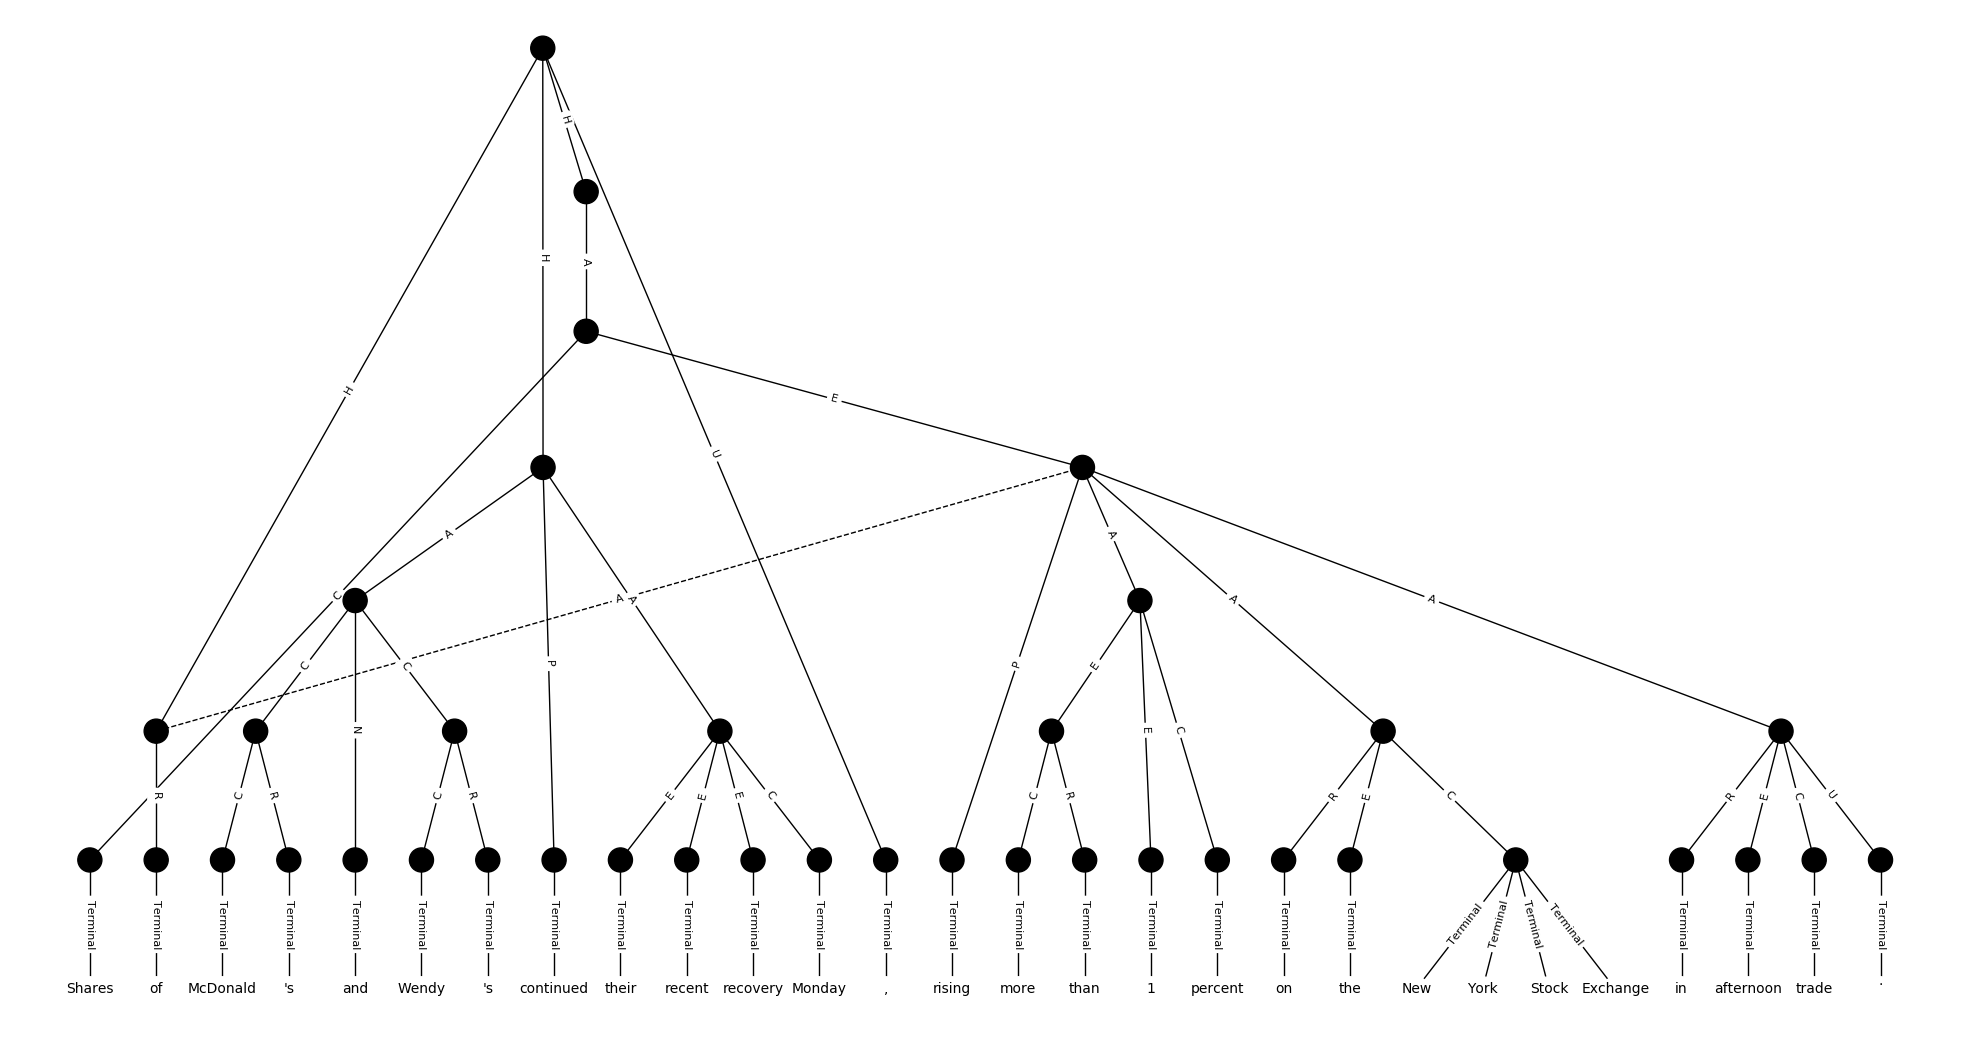 H
H
A
H
E
U
A
C
A
A
A
A
A
C
C
P
P
E
N
E
C
R
C
R
C
R
E
E
E
C
C
R
R
E
C
R
E
C
U
Terminal Terminal Terminal Terminal Terminal Terminal Terminal Terminal Terminal Terminal Terminal Terminal Terminal Terminal Terminal Terminal Terminal Terminal Terminal Terminal Terminal Terminal Terminal Terminal Terminal Terminal Terminal Terminal
Shares of McDonald 's and Wendy 's continued their recent recovery Monday , rising more than 1 percent on the New York Stock Exchange in afternoon trade .